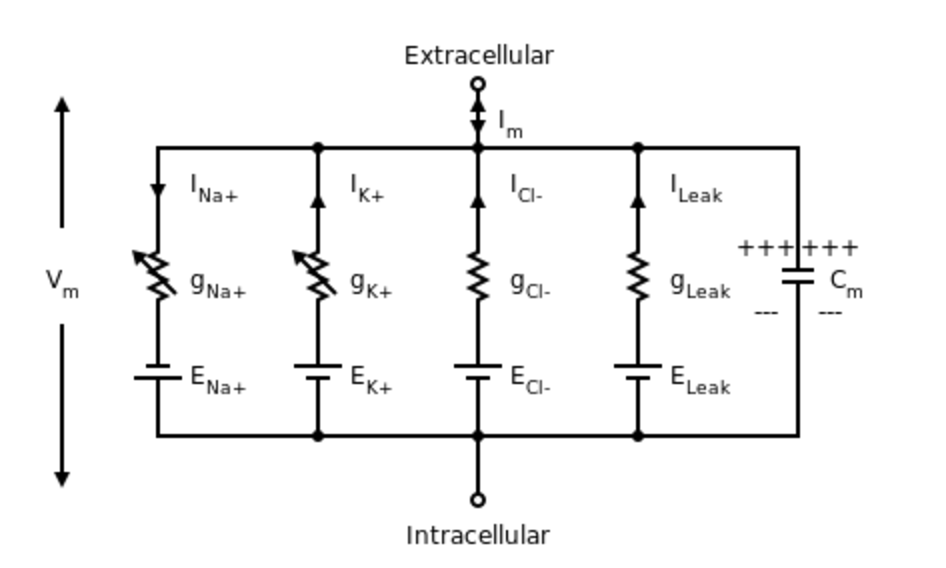 Extracellular
Im
INa+ IK+ ICl- ILeak
+++ +++
Vm gNa+ gK+ gCl- gLeak Cm
--- ---
ENa+ EK+ ECl- ELeak
Intracellular